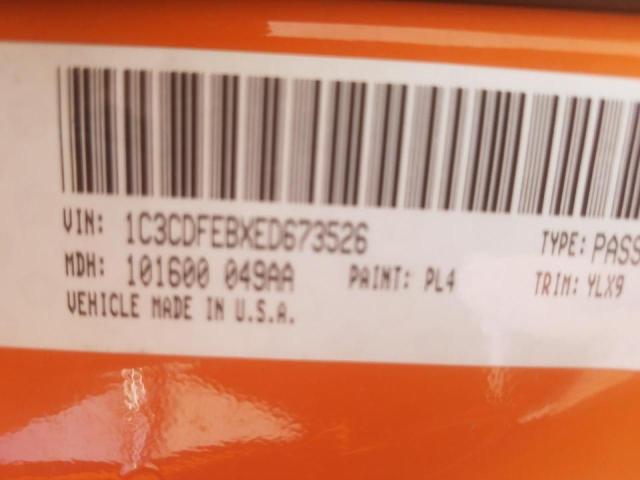 VIN: 1C3CDFEBXED673526 TYPE: PASS
MDH: 101600 049AA PAINT: PL4 TRIM: YLX9
VEHICLE MADE IN U.S.A.